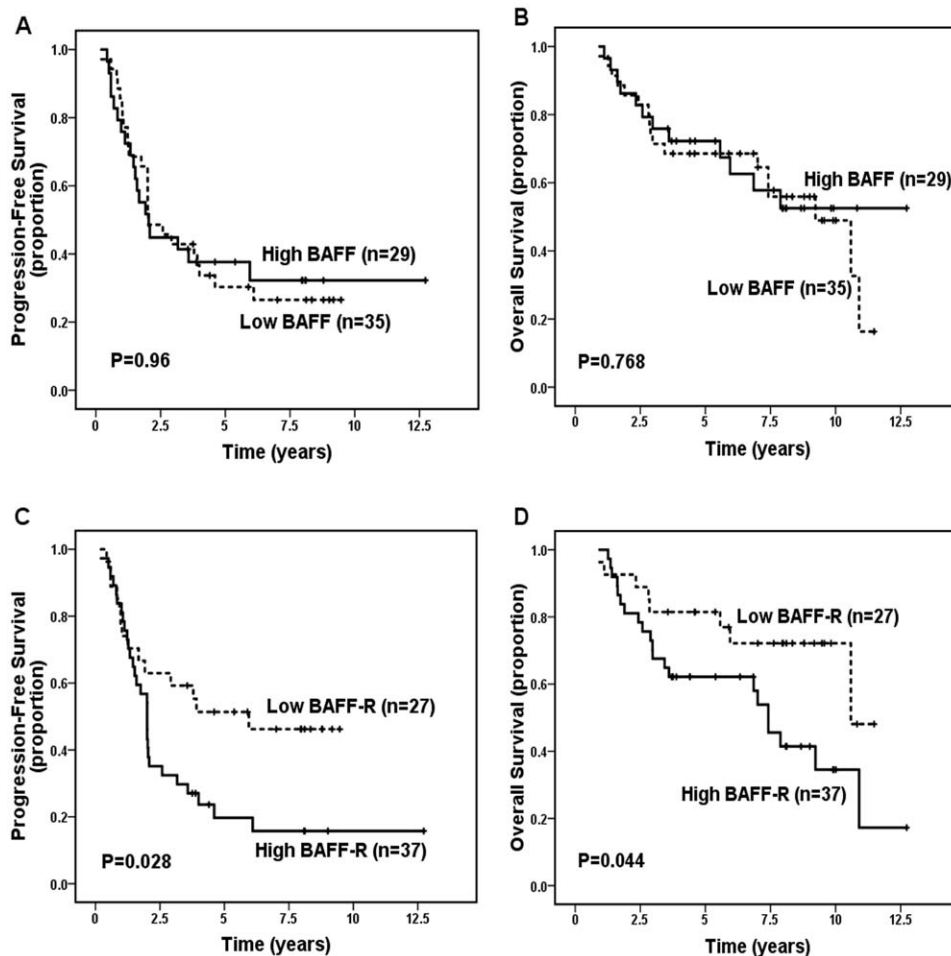 A
Progression-Free Survival
(proportion)
1.0
0.8
0.6
0.4
0.2
0.0
High BAFF (n=29)
Low BAFF (n=35)
P=0.96
0 2.5 5 7.5 10 12.5
Time (years)
B
Overall Survival (proportion)
1.0
0.8
0.6
0.4
0.2
0.0
High BAFF (n=29)
Low BAFF (n=35)
P=0.768
0 2.5 5 7.5 10 12.5
Time (years)
C
Progression-Free Survival
(proportion)
1.0
0.8
0.6
0.4
0.2
0.0
Low BAFF-R (n=27)
High BAFF-R (n=37)
P=0.028
0 2.5 5 7.5 10 12.5
Time (years)
D
Overall Survival (proportion)
1.0
0.8
0.6
0.4
0.2
0.0
Low BAFF-R (n=27)
High BAFF-R (n=37)
P=0.044
0 2.5 5 7.5 10 12.5
Time (years)